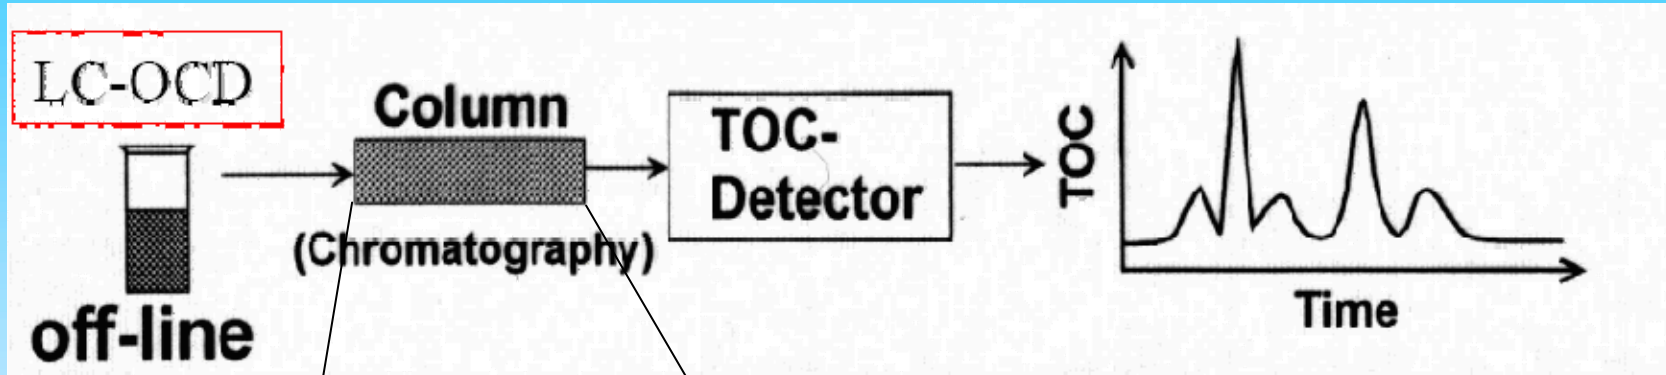 LC-OCD
off-line
Column
(Chromatography)
TOC-
Detector
TOC
Time